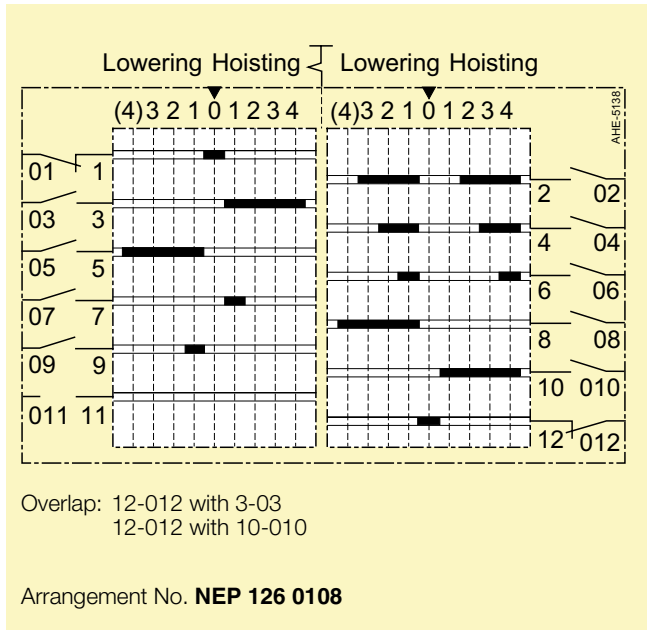 Lowering Hoisting Lowering Hoisting
(4) 3 2 1 0 1 2 3 4 (4) 3 2 1 0 1 2 3 4
AHE-5138
01 1
2 02
03 3
4 04
05 5
6 06
07 7
8 08
09 9
10 010
011 11
12 012
Overlap: 12-012 with 3-03
12-012 with 10-010
Arrangement No. NEP 126 0108